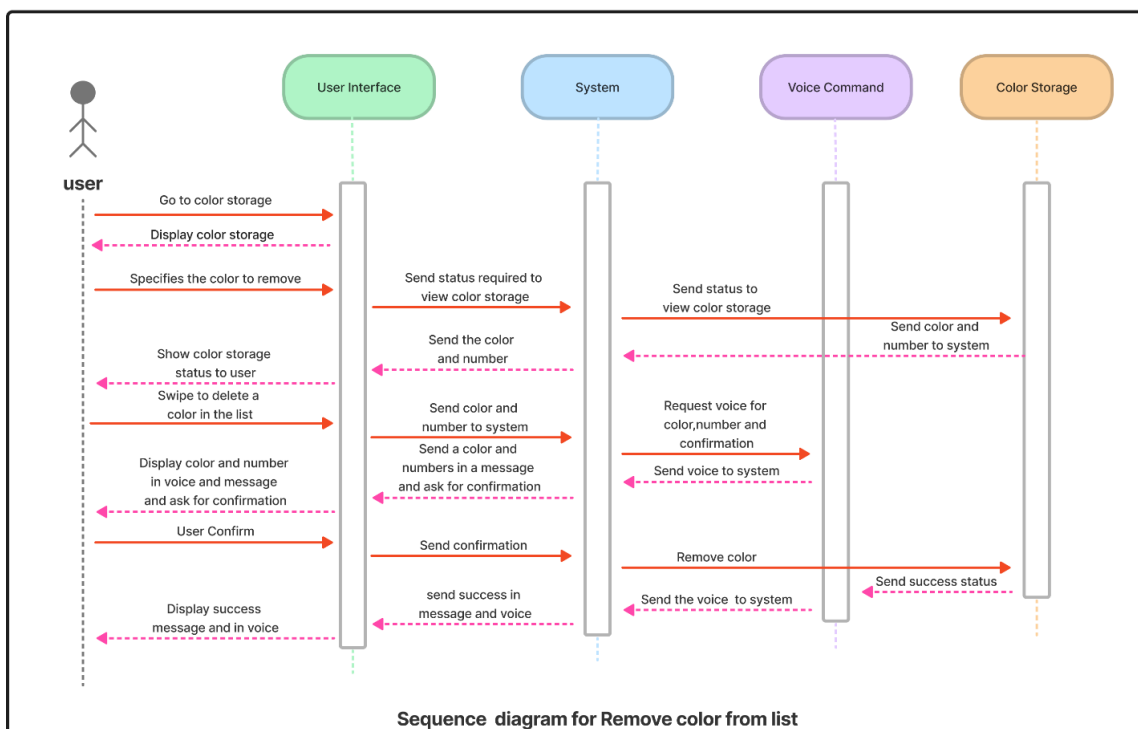 User Interface
System
Voice Command
Color Storage
user
Go to color storage
Display color storage
Specifies the color to remove
Send status required to
view color storage
Send status to
view color storage
Send color and
number to system
Send the color
and number
Show color storage
status to user
Swipe to delete a
color in the list
Send color and
number to system
Request voice for
color,number and
confirmation
Send voice to system
Send a color and
numbers in a message
and ask for confirmation
Display color and number
in voice and message
and ask for confirmation
User Confirm
Send confirmation
Remove color
Send success status
Send the voice to system
send success in
message and voice
Display success
message and in voice
Sequence diagram for Remove color from list